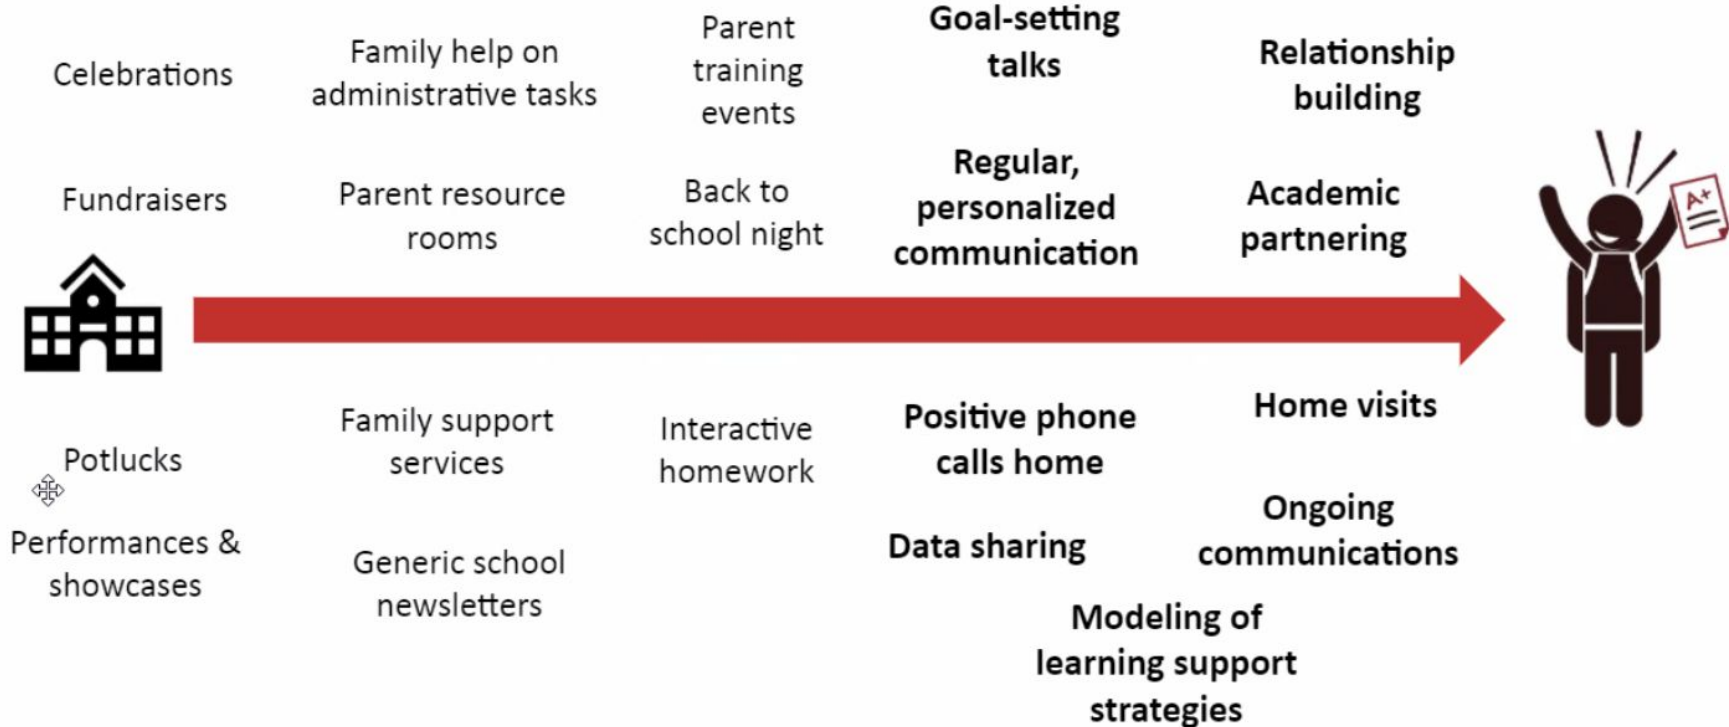 Celebrations
Family help on
administrative tasks
Parent
training
events
Goal-setting
talks
Relationship
building
Fundraisers
Parent resource
rooms
Back to
school night
Regular,
personalized
communication
Academic
partnering
A+
Potlucks
Family support
services
Interactive
homework
Positive phone
calls home
Home visits
Performances &
showcases
Generic school
newsletters
Data sharing
Ongoing
communications
Modeling of
learning support
strategies